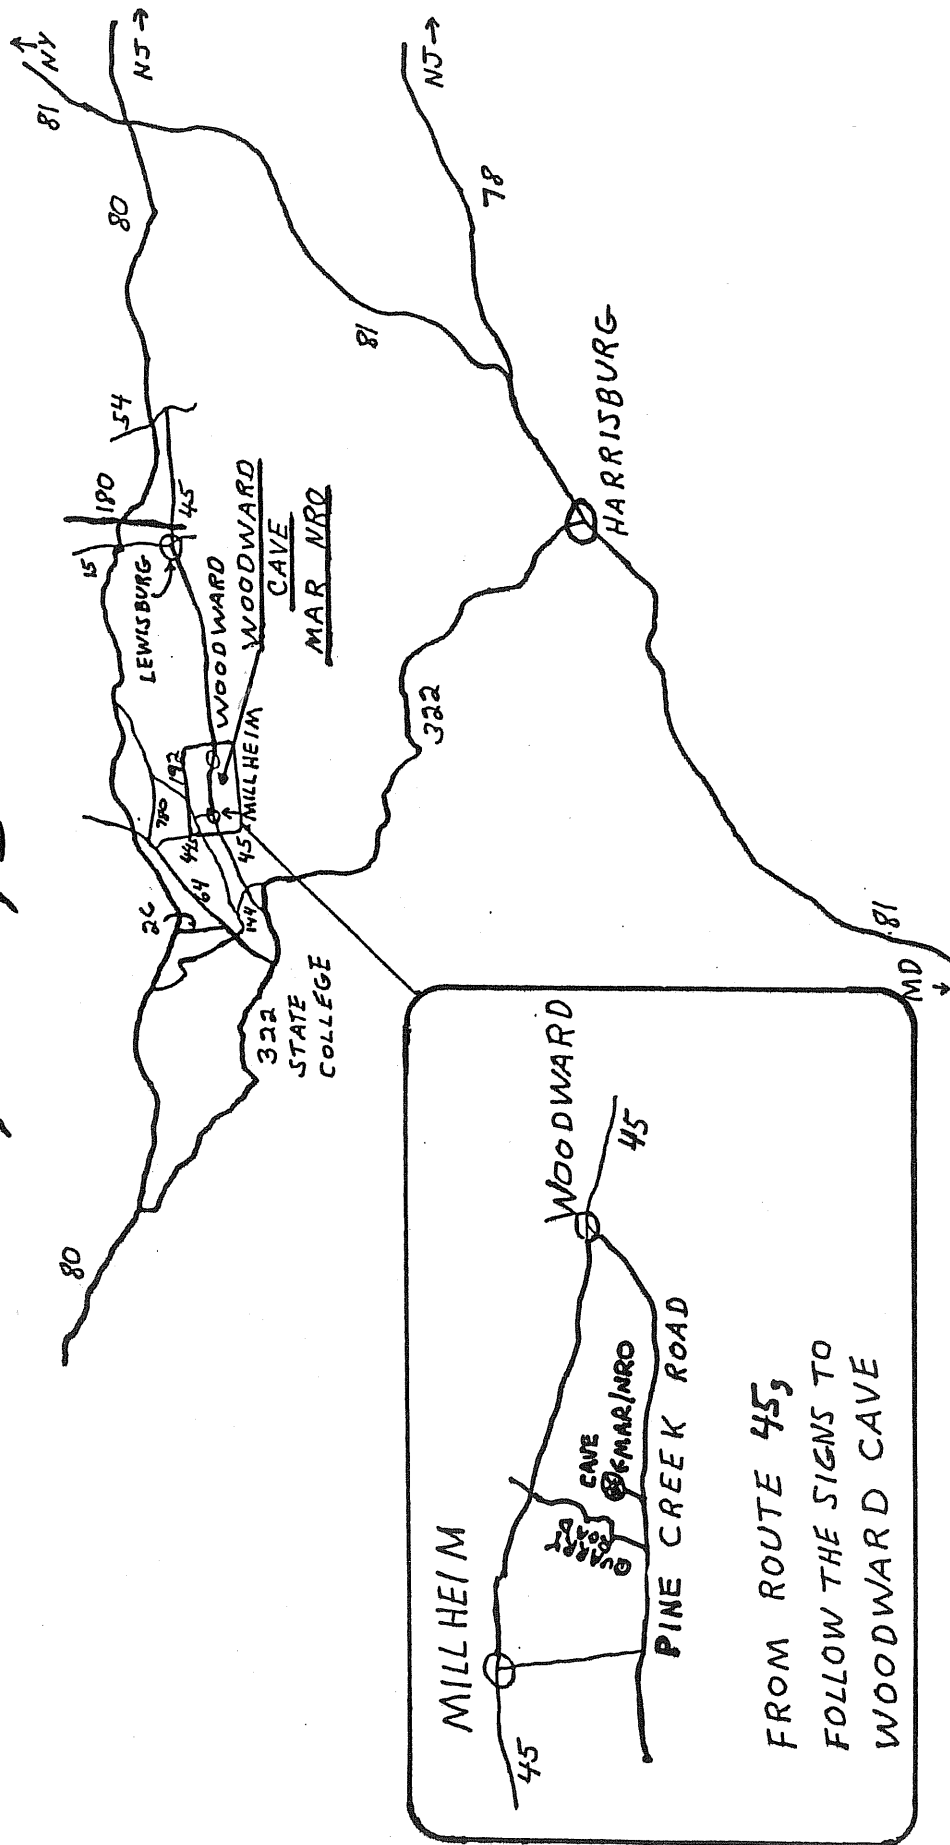 81
NY
80
NJ
78
NJ
81
54
180
15
45
LEWISBURG
WOODWARD
WOODWARD
CAVE
MAR NRO
192
MILLHEIM
445
45
64
26
144
322
322
STATE
COLLEGE
80
HARRISBURG
81
MD
MILLHEIM
45
WOODWARD
45
QUARRY
ROAD
CAVE
MAR/NRO
PINE CREEK ROAD
FROM ROUTE 45,
FOLLOW THE SIGNS TO
WOODWARD CAVE